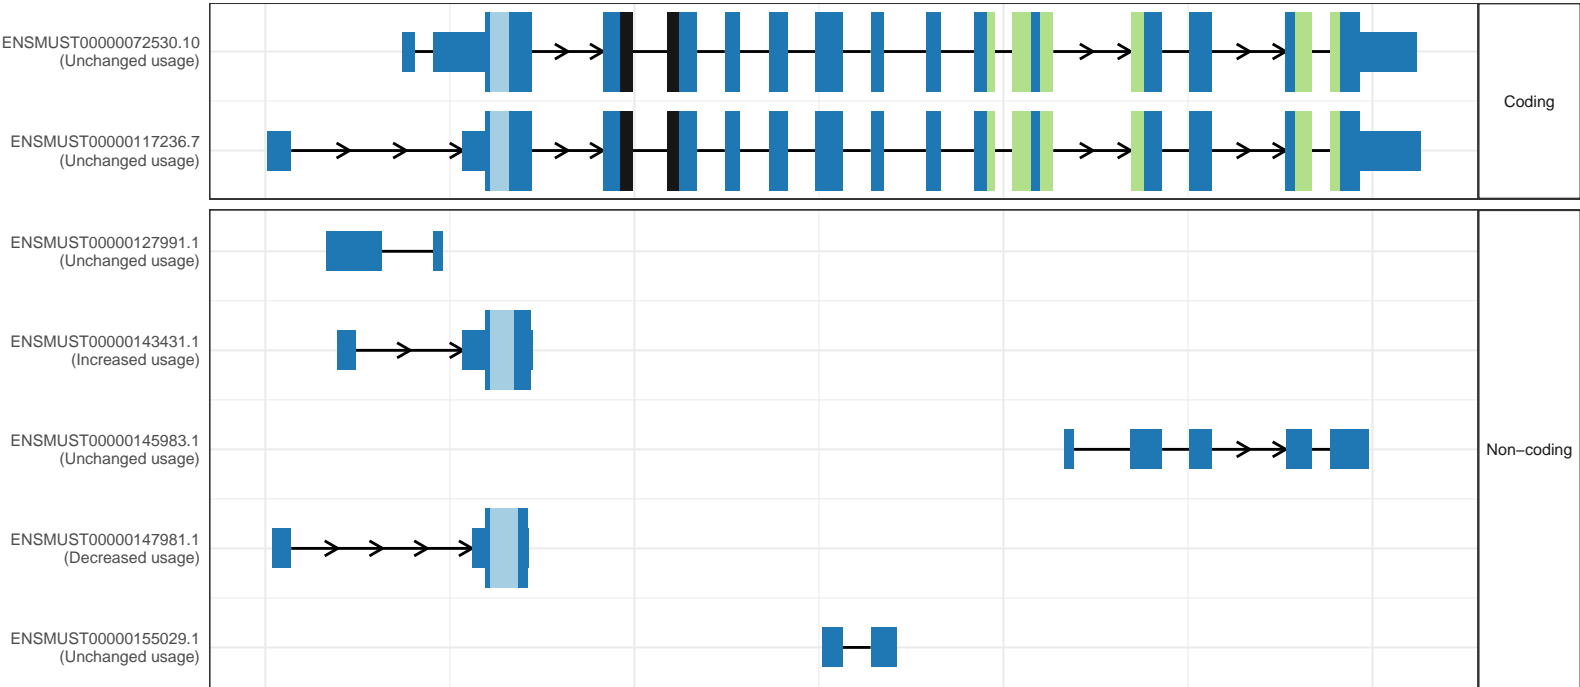 ENSMUST00000072530.10
(Unchanged usage)
ENSMUST00000117236.7
(Unchanged usage)
Coding
ENSMUST00000127991.1
(Unchanged usage)
ENSMUST00000143431.1
(Increased usage)
ENSMUST00000145983.1
(Unchanged usage)
Non−coding
ENSMUST00000147981.1
(Decreased usage)
ENSMUST00000155029.1
(Unchanged usage)